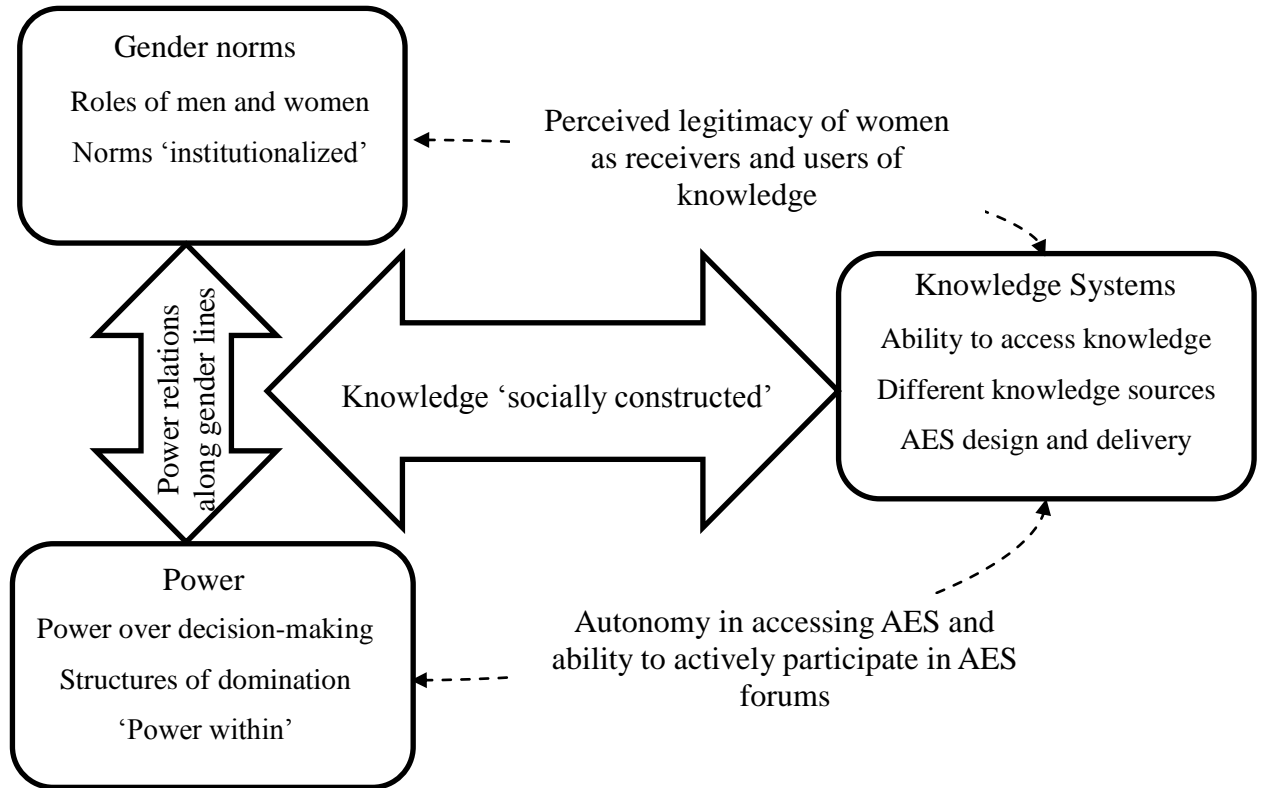 Gender norms
Roles of men and women
Norms ‘institutionalized’
Perceived legitimacy of women
as receivers and users of
knowledge
Power relations
along gender lines
Knowledge ‘socially constructed’
Knowledge Systems
Ability to access knowledge
Different knowledge sources
AES design and delivery
Power
Power over decision-making
Structures of domination
‘Power within’
Autonomy in accessing AES and
ability to actively participate in AES
forums